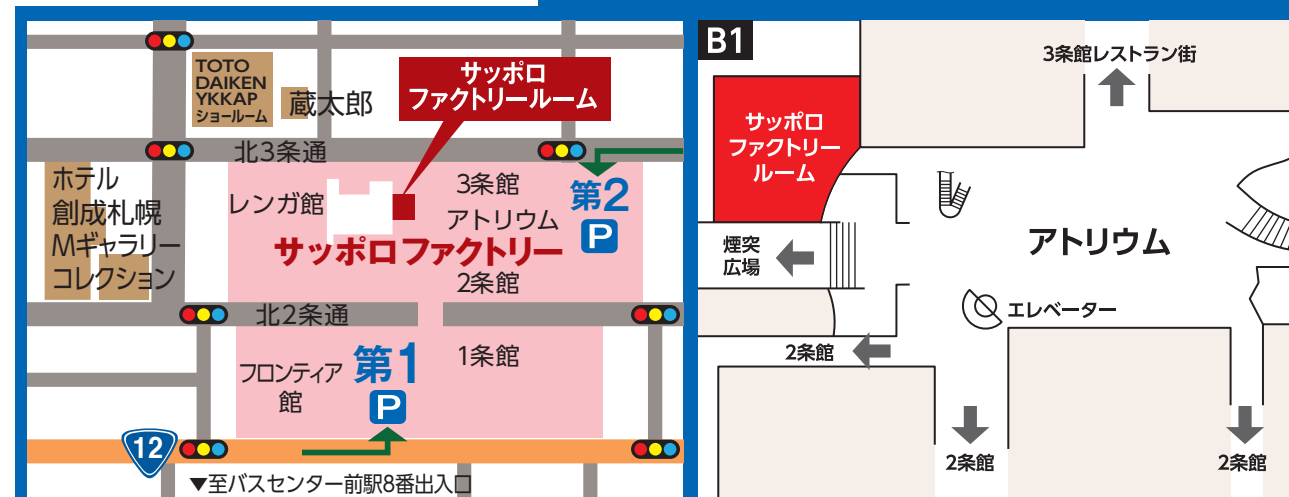 TOTO
DAIKEN
YKKAP
ショールーム
蔵太郎
サッポロ
ファクトリールーム
北3条通
ホテル
創成札幌
Mギャラリー
コレクション
レンガ館
3条館
アトリウム
第2
P
サッポロ ファクトリー
2条館
北2条通
フロンティア
館
第1
P
1条館
12
▼至バスセンター前駅8番出入口
B1
3条館レストラン街
サッポロ
ファクトリー
ルーム
煙突
広場
アトリウム
エレベーター
2条館
2条館
2条館